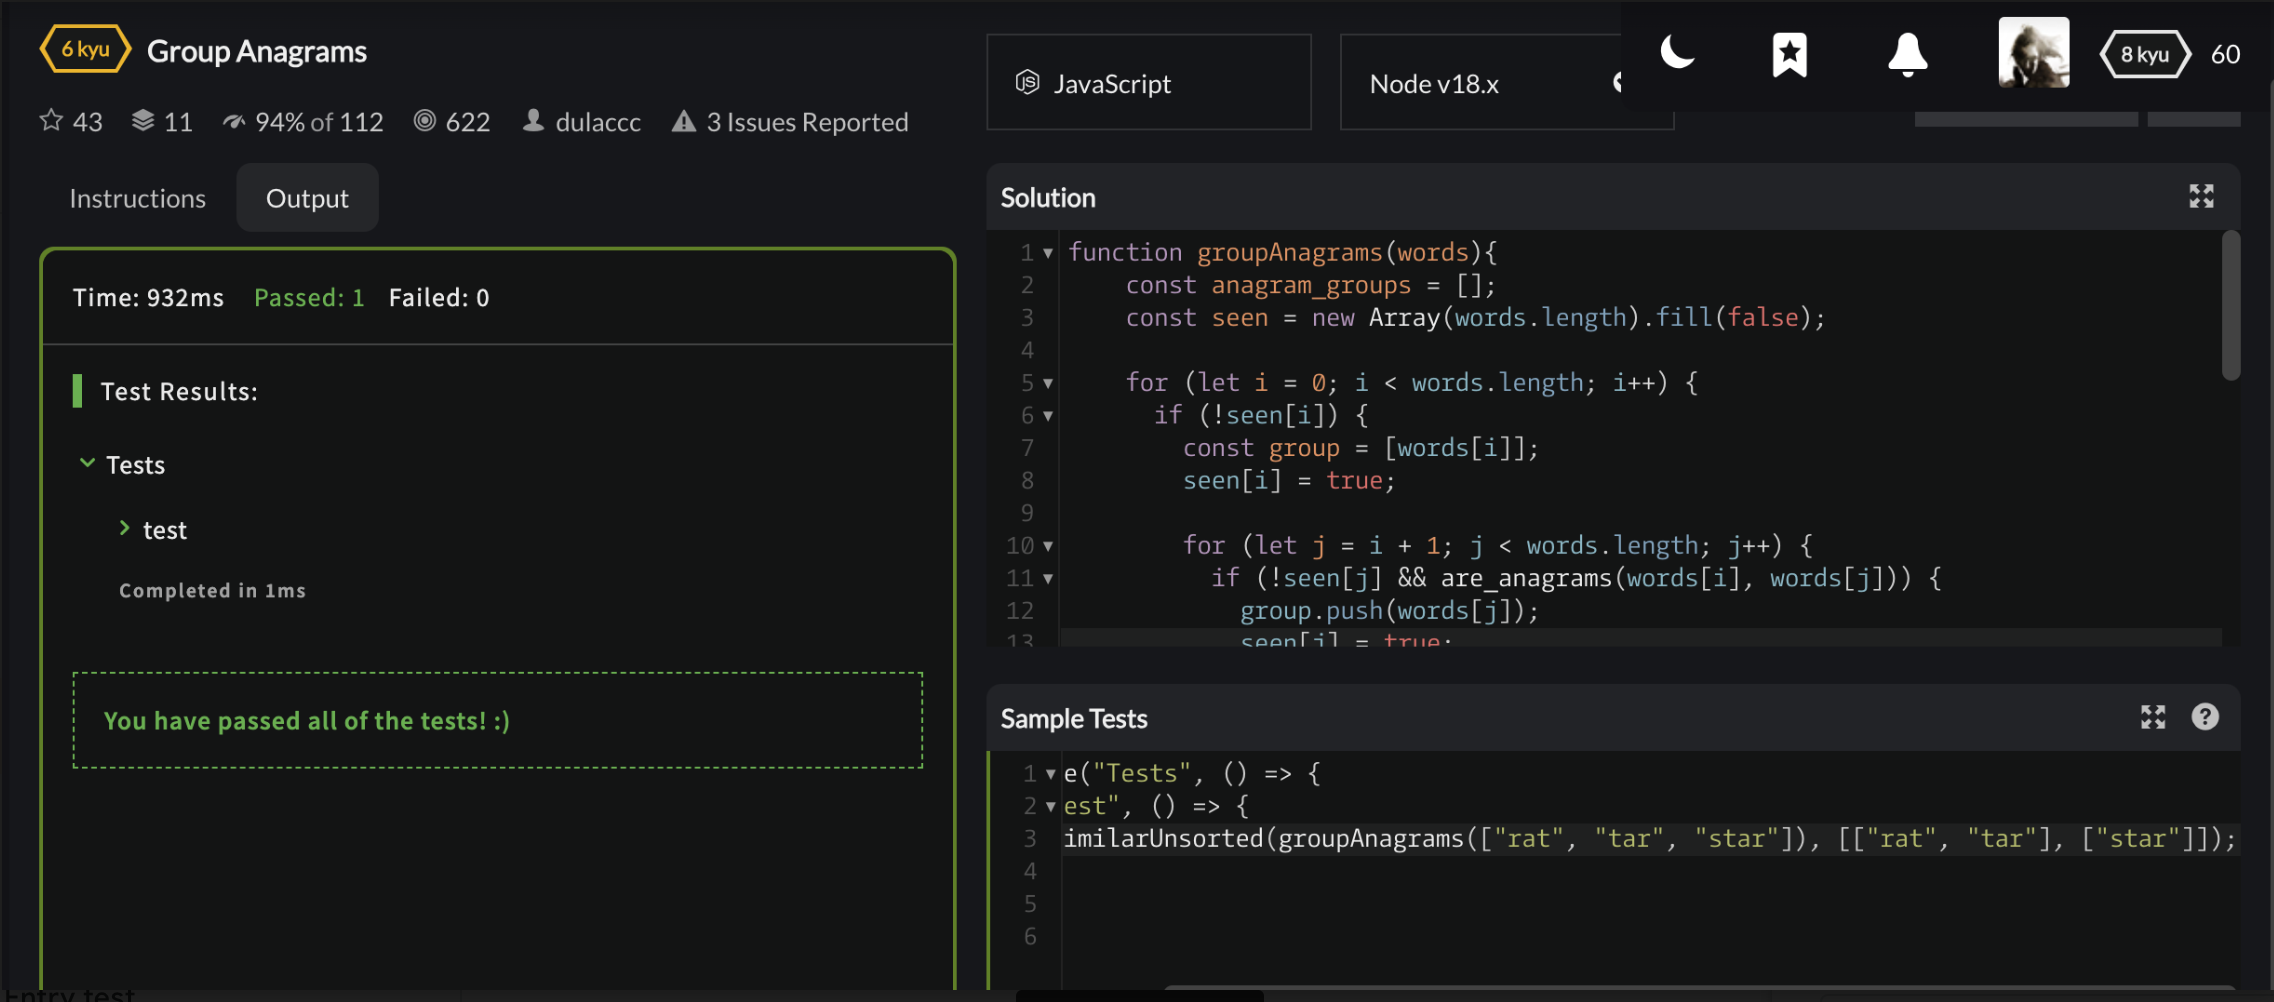 6 kyu Group Anagrams
43 11 94% of 112 622 dulaccc 3 Issues Reported
JavaScript
Node v18.x
8 kyu 60
Instructions Output
Time: 932ms Passed: 1 Failed: 0
Test Results:
Tests
test
Completed in 1ms
You have passed all of the tests! :)
Solution
1 function groupAnagrams(words){
2 const anagram_groups = [];
3 const seen = new Array(words.length).fill(false);
4
5 for (let i = 0; i < words.length; i++) {
6 if (!seen[i]) {
7 const group = [words[i]];
8 seen[i] = true;
9
10 for (let j = i + 1; j < words.length; j++) {
11 if (!seen[j] && are_anagrams(words[i], words[j])) {
12 group.push(words[j]);
13 seen[j] = true;
Sample Tests
1 e("Tests", () => {
2 est", () => {
3 imilarUnsorted(groupAnagrams(["rat", "tar", "star"]), [["rat", "tar"], ["star"]]);
4
5
6
Entry test